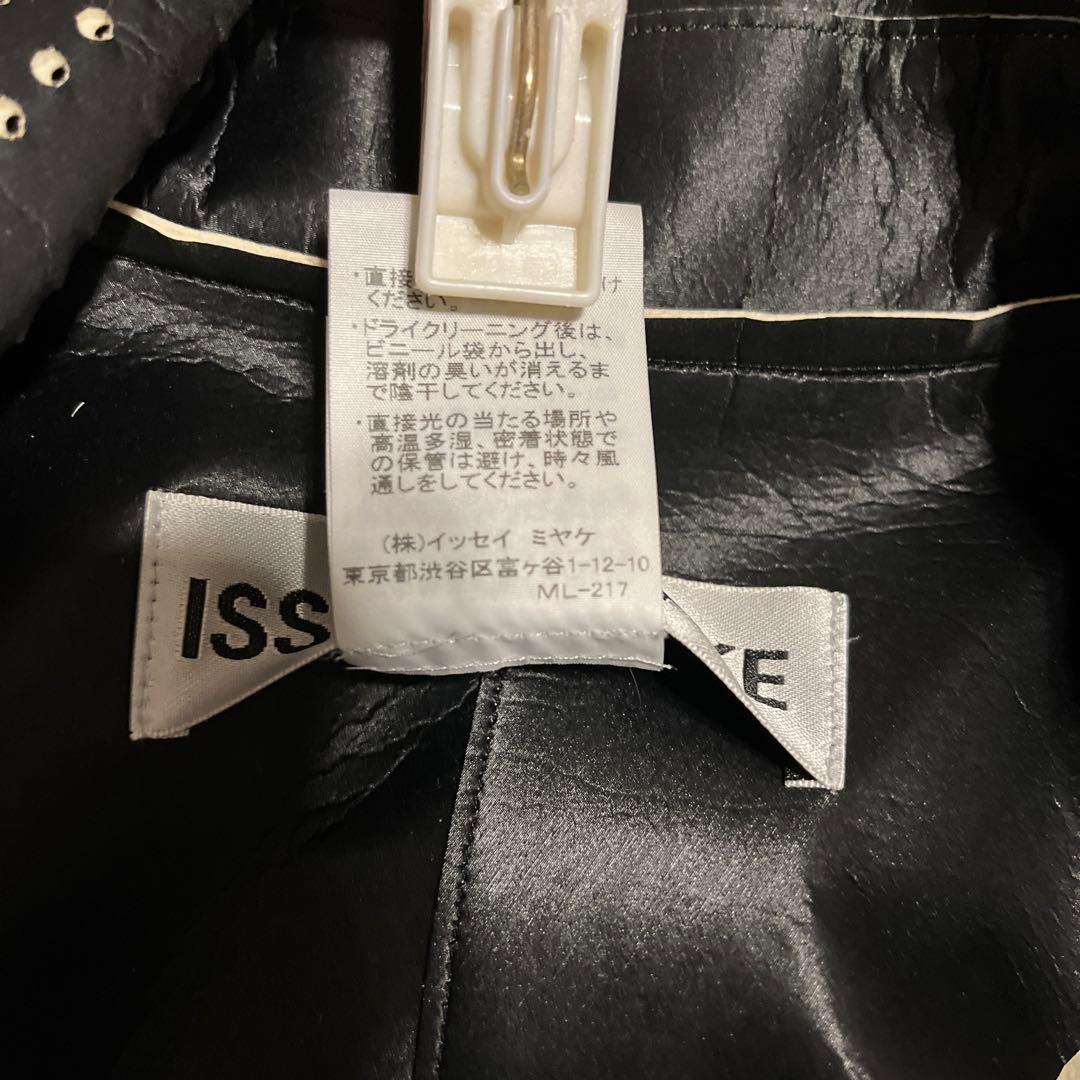 ・直接 け
ください。
・ドライクリーニング後は、
ビニール袋から出し、
溶剤の臭いが消えるま
で陰干してください。
・直接光の当たる場所や
高温多湿、密着状態で
の保管は避け、時々風
通しをしてください。
(株)イッセイ ミヤケ
東京都渋谷区富ヶ谷1-12-10
ML-217
ISS KE